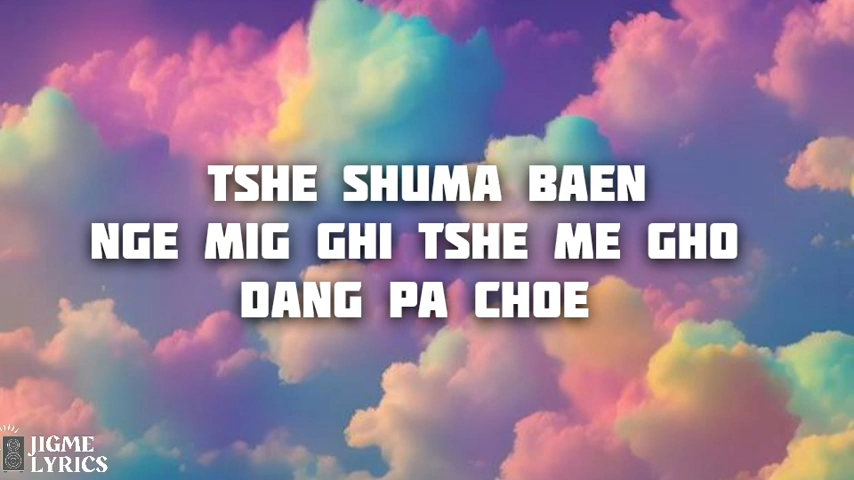 TSHE SHUMA BAEN
NGE MIG GHI TSHE ME GHO
DANG PA CHOE
JIGME
LYRICS